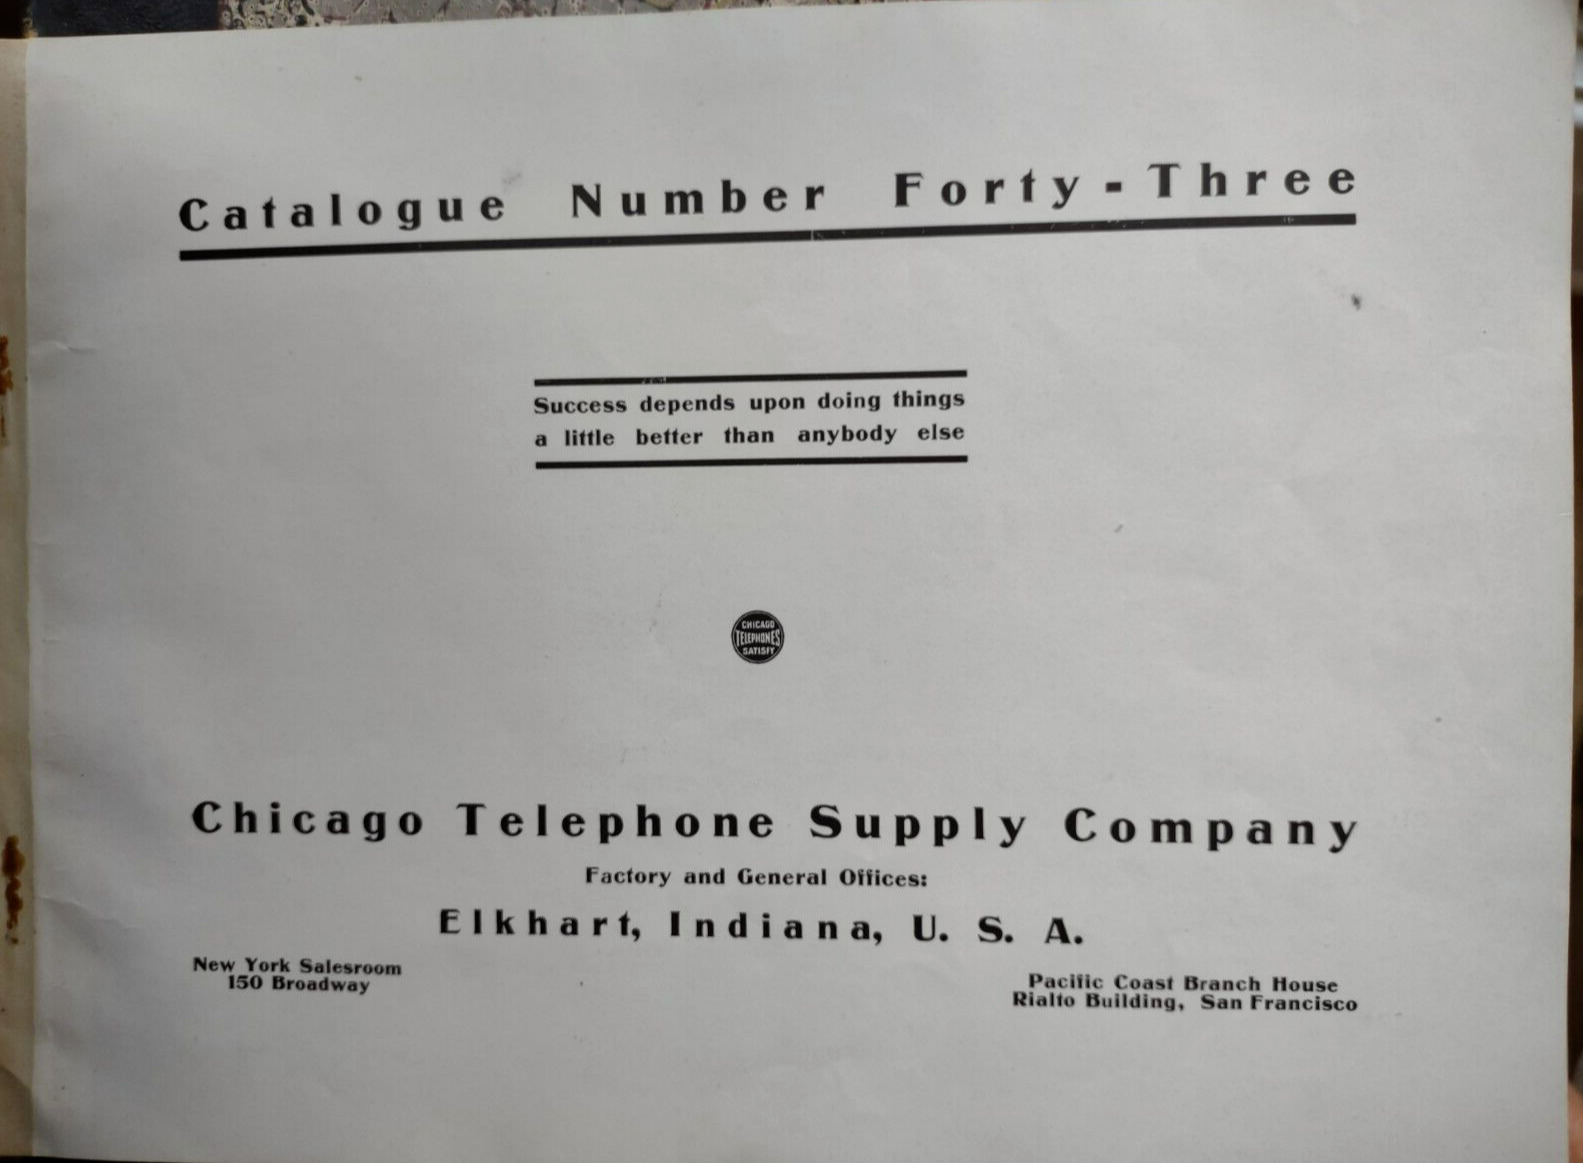 Catalogue Number Forty-Three
Success depends upon doing things
a little better than anybody else
CHICAGO
TELEPHONES
SATISFY
Chicago Telephone Supply Company
Factory and General Offices:
Elkhart, Indiana, U. S. A.
New York Salesroom
150 Broadway
Pacific Coast Branch House
Rialto Building, San Francisco